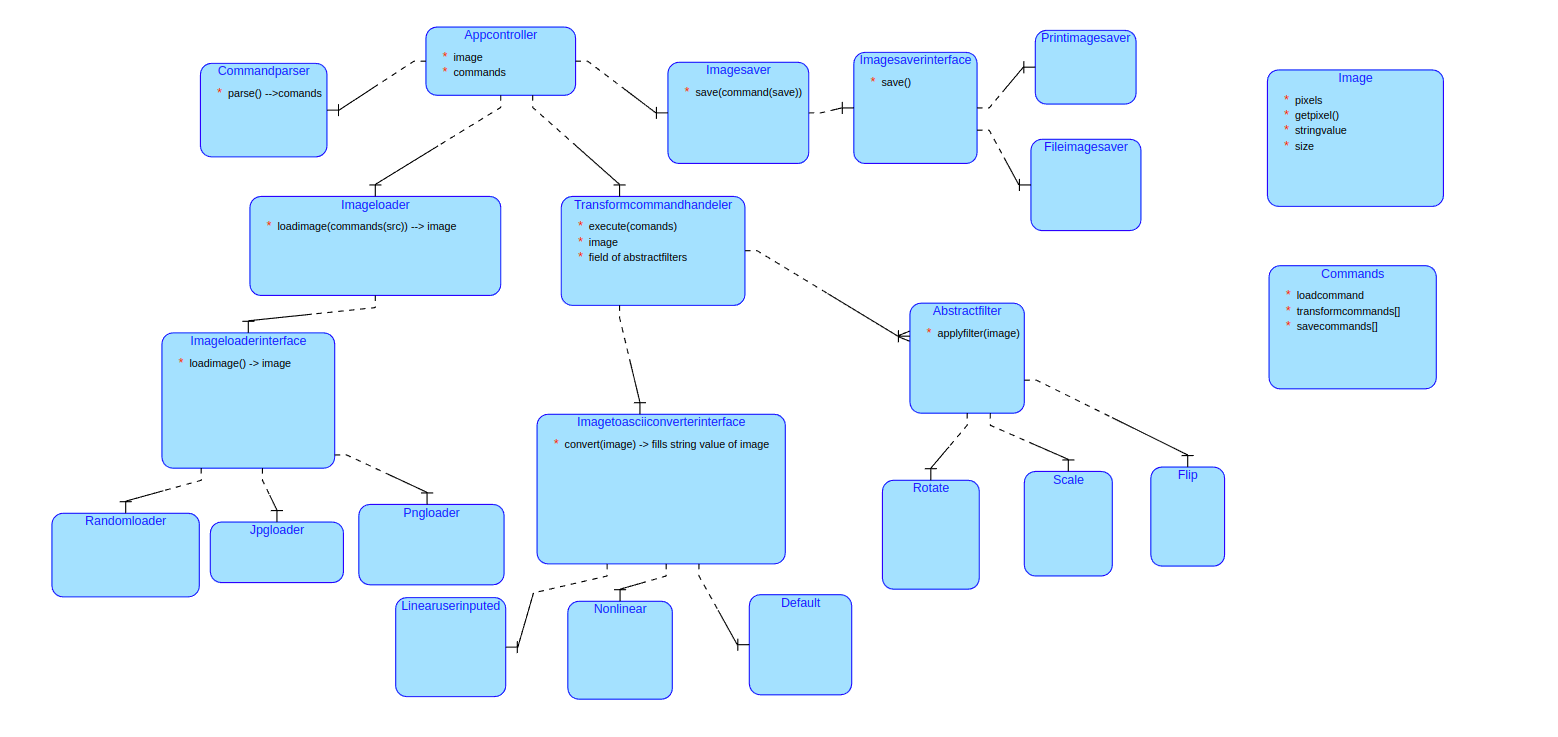 Appcontroller
* image
* commands
Commandparser
* parse() -->comands
Imagesaver
* save(command(save))
Imagesaverinterface
* save()
Printimagesaver
Fileimagesaver
Image
* pixels
* getpixel()
* stringvalue
* size
Imageloader
* loadimage(commands(src)) --> image
Transformcommandhandeler
* execute(comands)
* image
* field of abstractfilters
Commands
* loadcommand
* transformcommands[]
* savecommands[]
Imageloaderinterface
* loadimage() -> image
Abstractfilter
* applyfilter(image)
Imagetoasciiconverterinterface
* convert(image) -> fills string value of image
Randomloader
Jpgloader
Pngloader
Rotate
Scale
Flip
Linearuserinputed
Nonlinear
Default